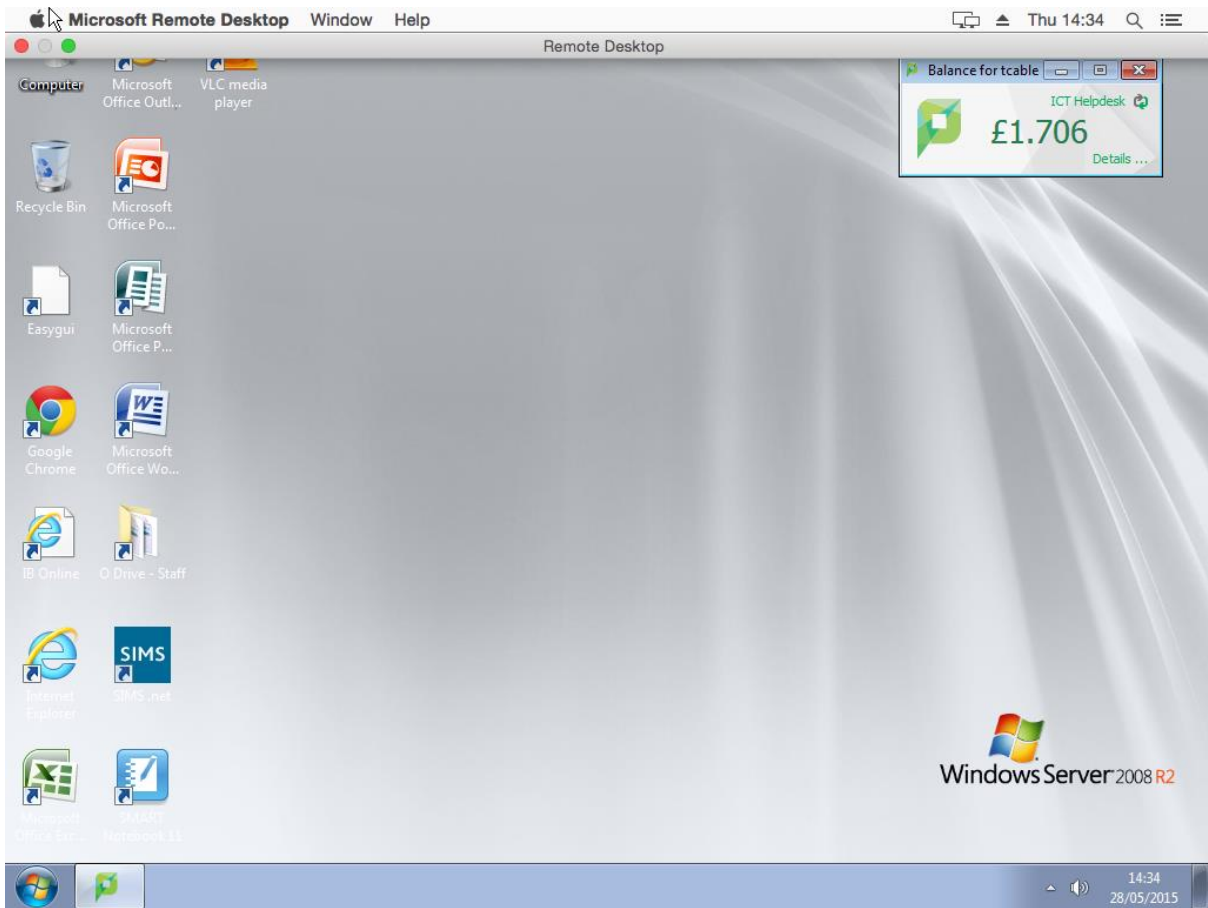 Microsoft Remote Desktop Window Help
Thu 14:34
Remote Desktop
Computer
Microsoft
Office Outl...
VLC media
player
Balance for tcable
ICT Helpdesk
£1.706
Details ...
Recycle Bin
Microsoft
Office Po...
Easygui
Microsoft
Office P...
Google
Chrome
Microsoft
Office Wo...
IB Online
O Drive - Staff
Internet
Explorer
SIMS
SIMS .net
Microsoft
Office Exc...
SMART
Notebook 11
Windows Server 2008 R2
14:34
28/05/2015